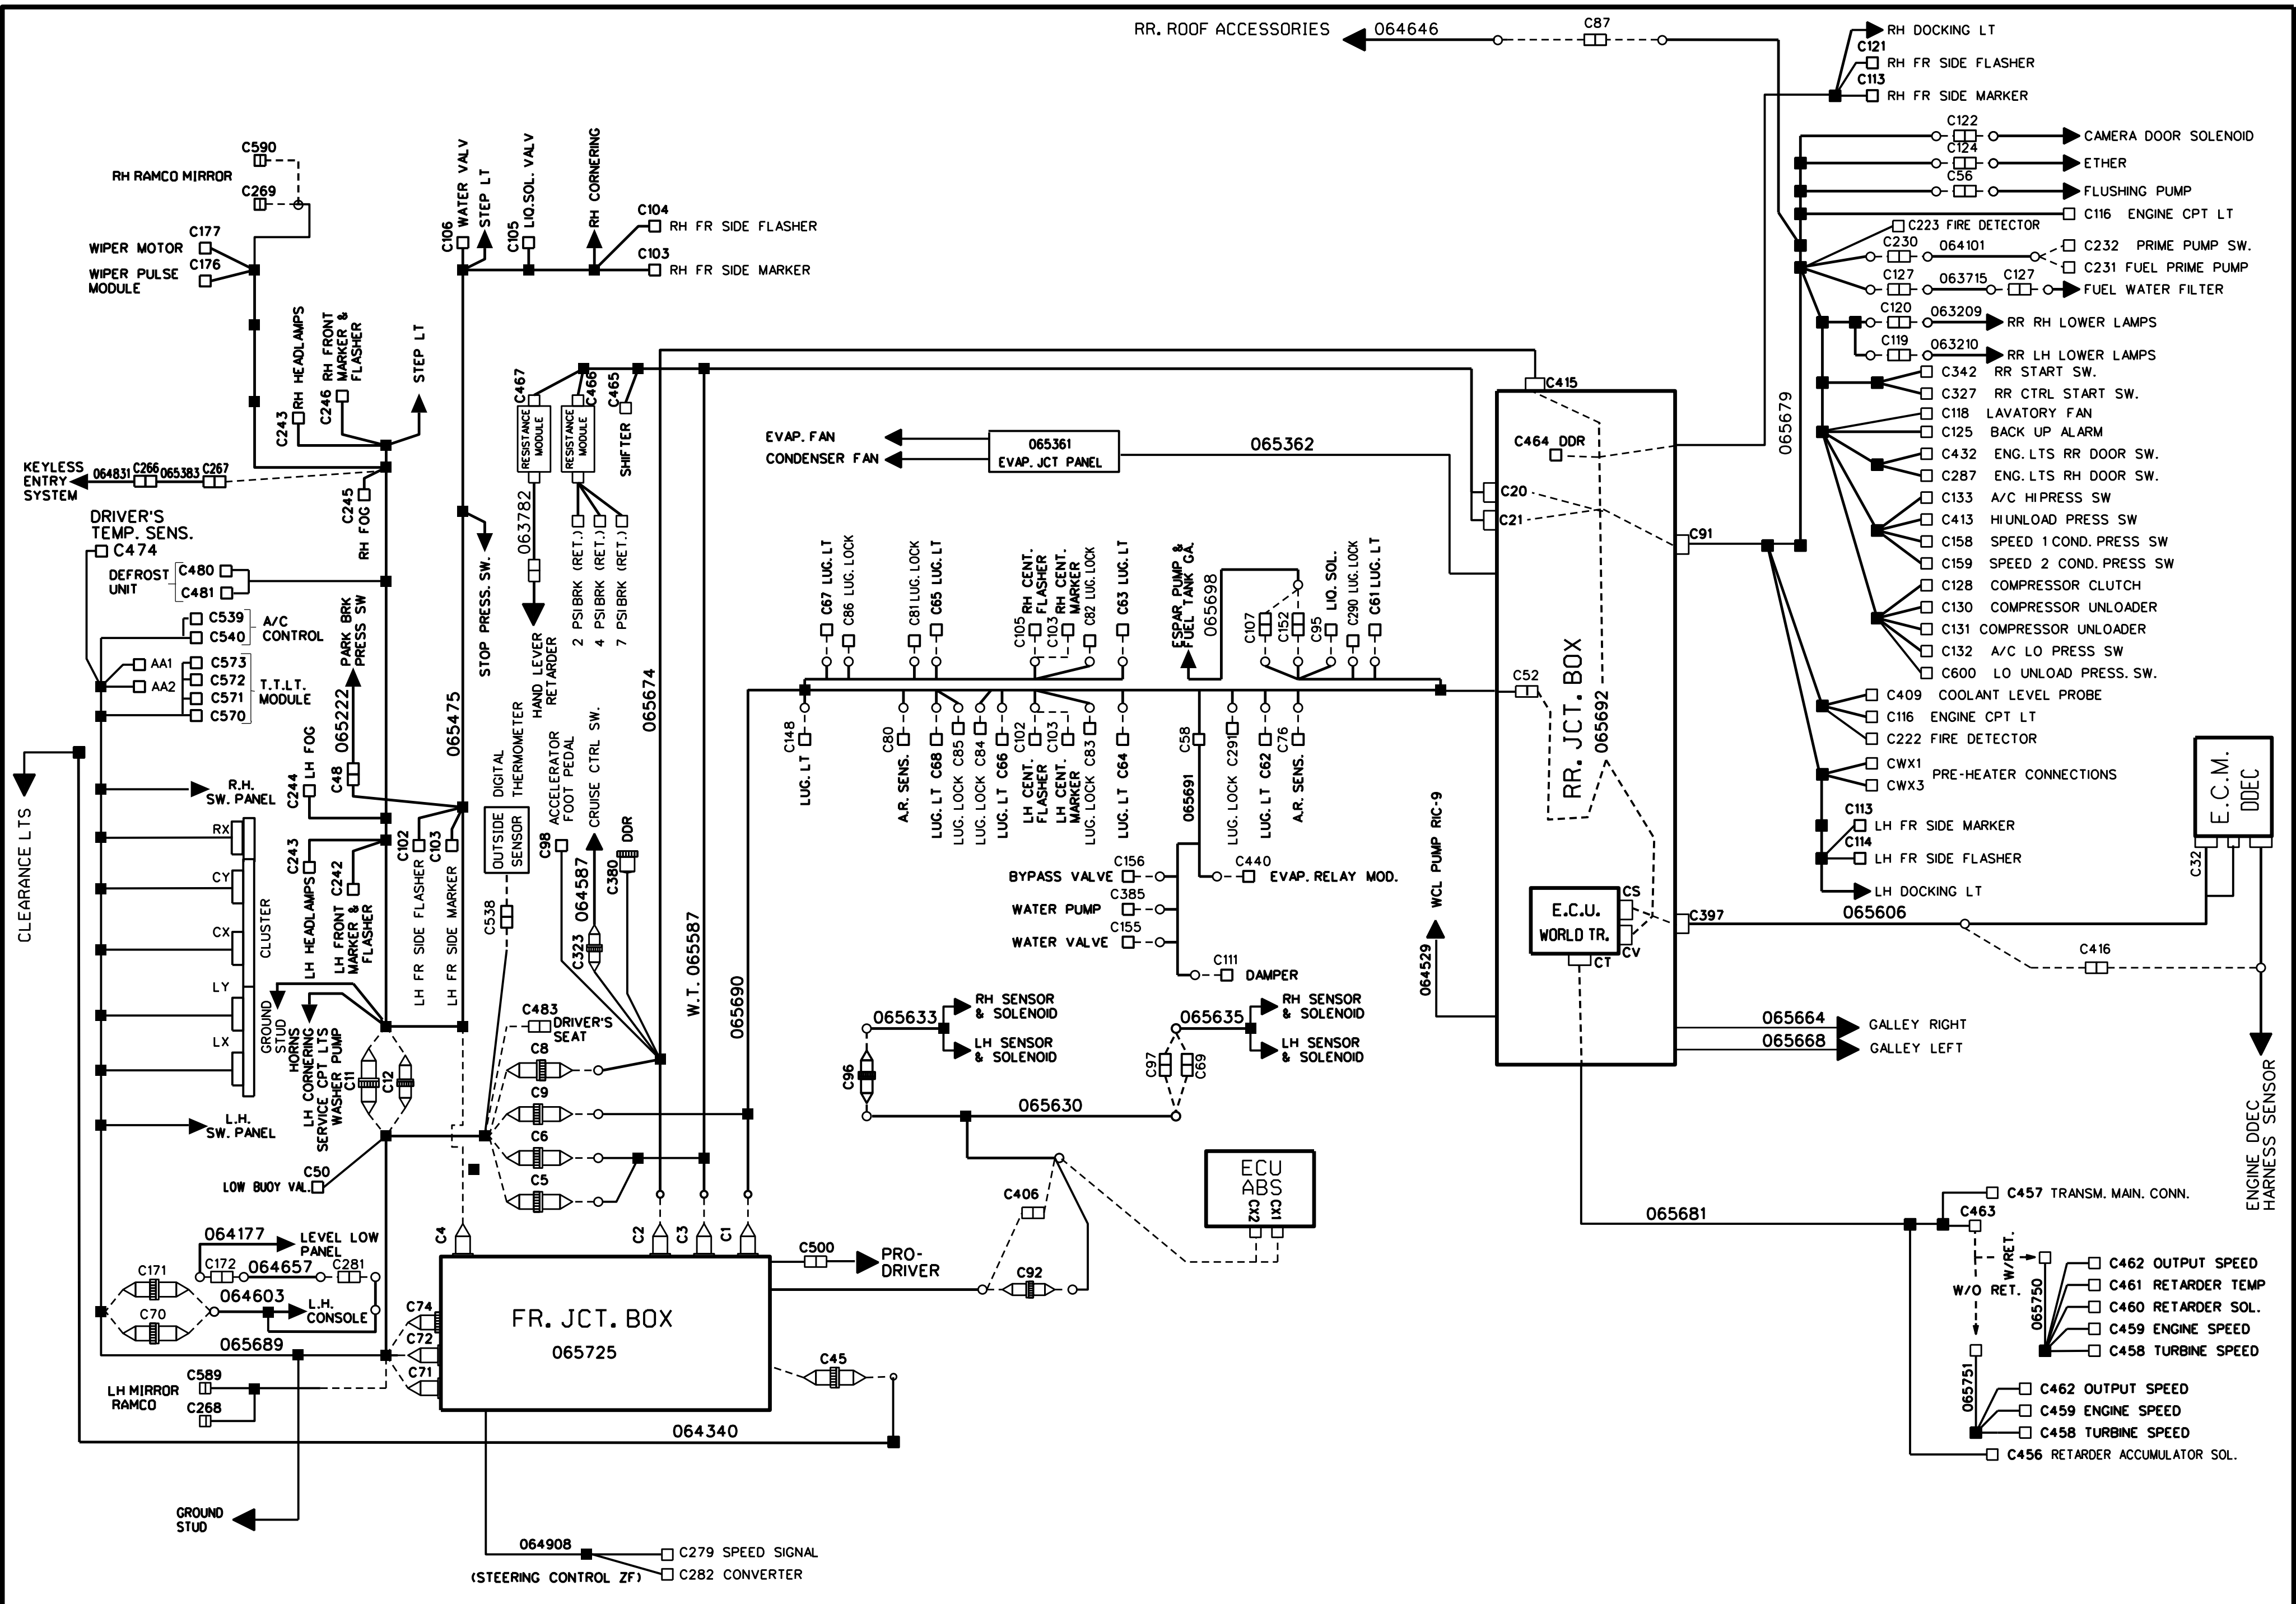 RR. ROOF ACCESSORIES
064646
C87
RH DOCKING LT
C121
RH FR SIDE FLASHER
C113
RH FR SIDE MARKER
C122
CAMERA DOOR SOLENOID
C124
ETHER
C56
FLUSHING PUMP
C116 ENGINE CPT LT
C223 FIRE DETECTOR
C230
064101
C232 PRIME PUMP SW.
C231 FUEL PRIME PUMP
C127
063715
C127
FUEL WATER FILTER
C120
063209
RR RH LOWER LAMPS
C119
063210
RR LH LOWER LAMPS
C342 RR START SW.
C327 RR CTRL START SW.
C118 LAVATORY FAN
C125 BACK UP ALARM
C432 ENG. LTS RR DOOR SW.
C287 ENG. LTS RH DOOR SW.
C133 A/C HI PRESS SW
C413 HI UNLOAD PRESS SW
C158 SPEED 1 COND. PRESS SW
C159 SPEED 2 COND. PRESS SW
C128 COMPRESSOR CLUTCH
C130 COMPRESSOR UNLOADER
C131 COMPRESSOR UNLOADER
C132 A/C LO PRESS SW
C600 LO UNLOAD PRESS. SW.
C409 COOLANT LEVEL PROBE
C116 ENGINE CPT LT
C222 FIRE DETECTOR
CWX1
CWX3
PRE-HEATER CONNECTIONS
C113
LH FR SIDE MARKER
C114
LH FR SIDE FLASHER
LH DOCKING LT
065679
C91
C590
RH RAMCO MIRROR
C269
C177
WIPER MOTOR
C176
WIPER PULSE
MODULE
C106
WATER VALV
STEP LT
C105
LIQ. SOL. VALV
RH CORNERING
C104
RH FR SIDE FLASHER
C103
RH FR SIDE MARKER
C243
RH HEADLAMPS
C246
RH FRONT
MARKER &
FLASHER
STEP LT
KEYLESS
ENTRY
SYSTEM
064831
C266
065383
C267
C245
RH FOG
DRIVER'S
TEMP. SENS.
C474
DEFROST
UNIT
C480
C481
C539
C540
A/C
CONTROL
AA1
AA2
C573
C572
C571
C570
T.T.LT.
MODULE
PARK BRK
PRESS SW
065222
C48
065475
STOP PRESS. SW.
C467
RESISTANCE
MODULE
C466
RESISTANCE
MODULE
C465
SHIFTER
063782
2 PSI BRK (RET.)
4 PSI BRK (RET.)
7 PSI BRK (RET.)
HAND LEVER
RETARDER
065674
EVAP. FAN
CONDENSER FAN
065361
EVAP. JCT PANEL
065362
C415
C464 DDR
C20
C21
C52
RR. JCT. BOX
065692
C67 LUG. LT
C86 LUG. LOCK
C81 LUG. LOCK
C65 LUG. LT
C105
RH CENT.
FLASHER
C103
RH CENT.
MARKER
C82 LUG. LOCK
C63 LUG. LT
ESPAR PUMP &
FUEL TANK GA.
065698
C107
C152
C95
LIQ. SOL.
C290 LUG. LOCK
C61 LUG. LT
LUG. LT C148
A.R. SENS. C80
LUG. LT C68
LUG. LOCK C85
LUG. LOCK C84
LUG. LT C66
LH CENT.
FLASHER
C102
LH CENT.
MARKER
C103
LUG. LOCK C83
LUG. LT C64
C58
065691
LUG. LOCK C291
LUG. LT C62
A.R. SENS. C76
CLEARANCE LTS
R.H.
SW. PANEL
RX
CY
CX
LY
LX
CLUSTER
L.H.
SW. PANEL
C244
LH FOG
C243
LH HEADLAMPS
C242
LH FRONT
MARKER &
FLASHER
C102
LH FR SIDE FLASHER
C103
LH FR SIDE MARKER
GROUND
STUD
HORNS
LH CORNERING
SERVICE CPT LTS
WASHER PUMP
C11
C12
C50
LOW BUOY VAL.
DIGITAL
THERMOMETER
OUTSIDE
SENSOR
C538
ACCELERATOR
FOOT PEDAL
C98
CRUISE CTRL SW.
064587
C323
DDR
C380
W.T. 065587
065690
C483
DRIVER'S
SEAT
C8
C9
C6
C5
C156
BYPASS VALVE
C440
EVAP. RELAY MOD.
C385
WATER PUMP
C155
WATER VALVE
C111
DAMPER
WCL PUMP RIC-9
064529
E.C.U.
WORLD TR.
CS
CV
CT
C397
065606
E.C.M.
DDEC
C32
C416
ENGINE DDEC
HARNESS SENSOR
065633
RH SENSOR
& SOLENOID
LH SENSOR
& SOLENOID
065635
RH SENSOR
& SOLENOID
LH SENSOR
& SOLENOID
C96
C97
C69
065630
065664
GALLEY RIGHT
065668
GALLEY LEFT
ECU
ABS
CX2
CX1
C406
C92
C4
C2
C3
C1
C500
PRO-
DRIVER
FR. JCT. BOX
065725
C74
C72
C71
C45
064177
LEVEL LOW
PANEL
C172
064657
C281
C171
C70
064603
L.H.
CONSOLE
065689
C589
LH MIRROR
RAMCO
C268
064340
GROUND
STUD
064908
(STEERING CONTROL ZF)
C279 SPEED SIGNAL
C282 CONVERTER
065681
C457 TRANSM. MAIN. CONN.
C463
W/RET.
W/O RET.
065750
C462 OUTPUT SPEED
C461 RETARDER TEMP
C460 RETARDER SOL.
C459 ENGINE SPEED
C458 TURBINE SPEED
065751
C462 OUTPUT SPEED
C459 ENGINE SPEED
C458 TURBINE SPEED
C456 RETARDER ACCUMULATOR SOL.